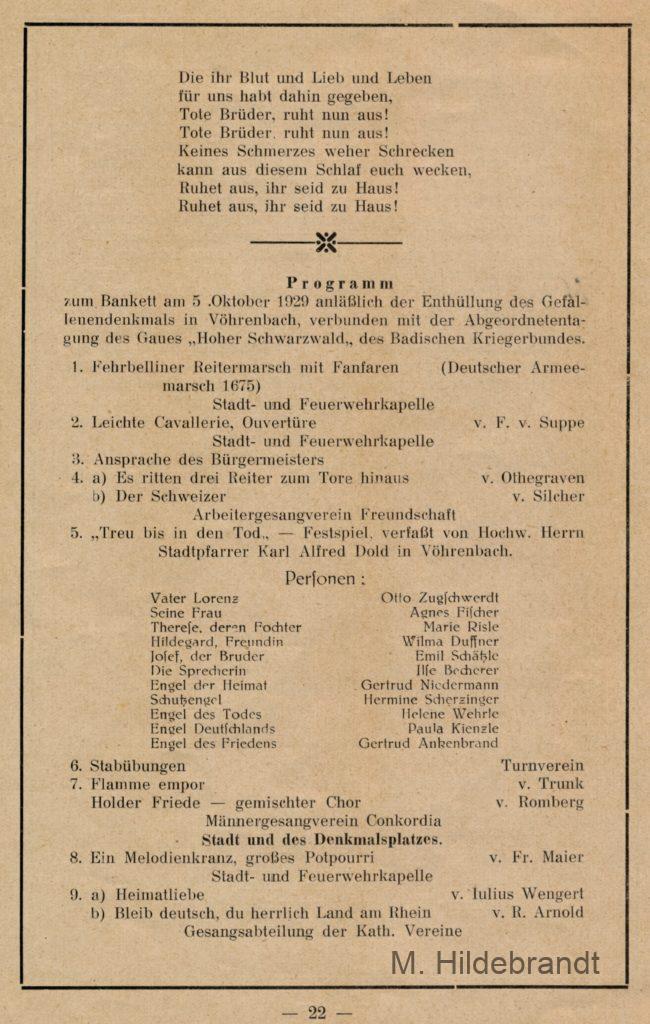 Die ihr Blut und Lieb und Leben
für uns habt dahin gegeben,
Tote Brüder, ruht nun aus!
Tote Brüder, ruht nun aus!
Keines Schmerzes weher Schrecken
kann aus diesem Schlaf euch wecken,
Ruhet aus, ihr seid zu Haus!
Ruhet aus, ihr seid zu Haus!
Programm
zum Bankett am 5 .Oktober 1929 anläßlich der Enthüllung des Gefal-
lenendenkmals in Vöhrenbach, verbunden mit der Abgeordnetenta-
gung des Gaues „Hoher Schwarzwald„ des Badischen Kriegerbundes.
1. Fehrbelliner Reitermarsch mit Fanfaren (Deutscher Armee-
marsch 1675)
Stadt- und Feuerwehrkapelle
2. Leichte Cavallerie, Ouvertüre v. F. v. Suppe
Stadt- und Feuerwehrkapelle
3. Ansprache des Bürgermeisters
4. a) Es ritten drei Reiter zum Tore hinaus v. Othegraven
b) Der Schweizer v. Silcher
Arbeitergesangverein Freundschaft
5. „Treu bis in den Tod„ — Festspiel, verfaßt von Hochw. Herrn
Stadtpfarrer Karl Alfred Dold in Vöhrenbach.
Perſonen :
Vater Lorenz Otto Zugſchwerdt
Seine Frau Agnes Fiſcher
Thereſe, deren Tochter Marie Risle
Hildegard, Freundin Wilma Duffner
Joſef, der Bruder Emil Schätzle
Die Sprecherin Ilſe Becherer
Engel der Heimat Gertrud Niedermann
Schutzengel Hermine Scherzinger
Engel des Todes Helene Wehrle
Engel Deutſchlands Paula Kienzle
Engel des Friedens Gertrud Ankenbrand
6. Stabübungen Turnverein
7. Flamme empor v. Trunk
Holder Friede — gemischter Chor v. Romberg
Männergesangverein Concordia
Stadt und des Denkmalsplatzes.
8. Ein Melodienkranz, großes Potpourri v. Fr. Maier
Stadt- und Feuerwehrkapelle
9. a) Heimatliebe v. Iulius Wengert
b) Bleib deutsch, du herrlich Land am Rhein v. R. Arnold
Gesangsabteilung der Kath. Vereine
M. Hildebrandt
— 22 —